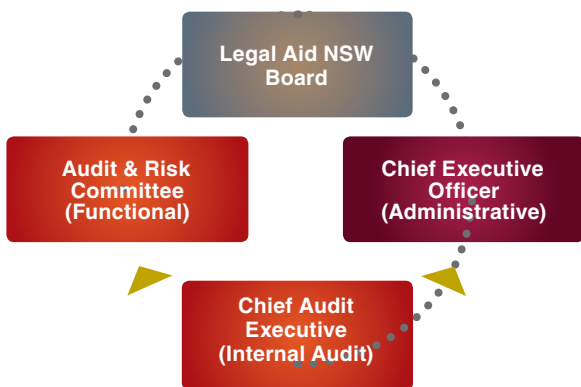 Legal Aid NSW
Board
Audit & Risk
Committee
(Functional)
Chief Executive
Officer
(Administrative)
Chief Audit
Executive
(Internal Audit)